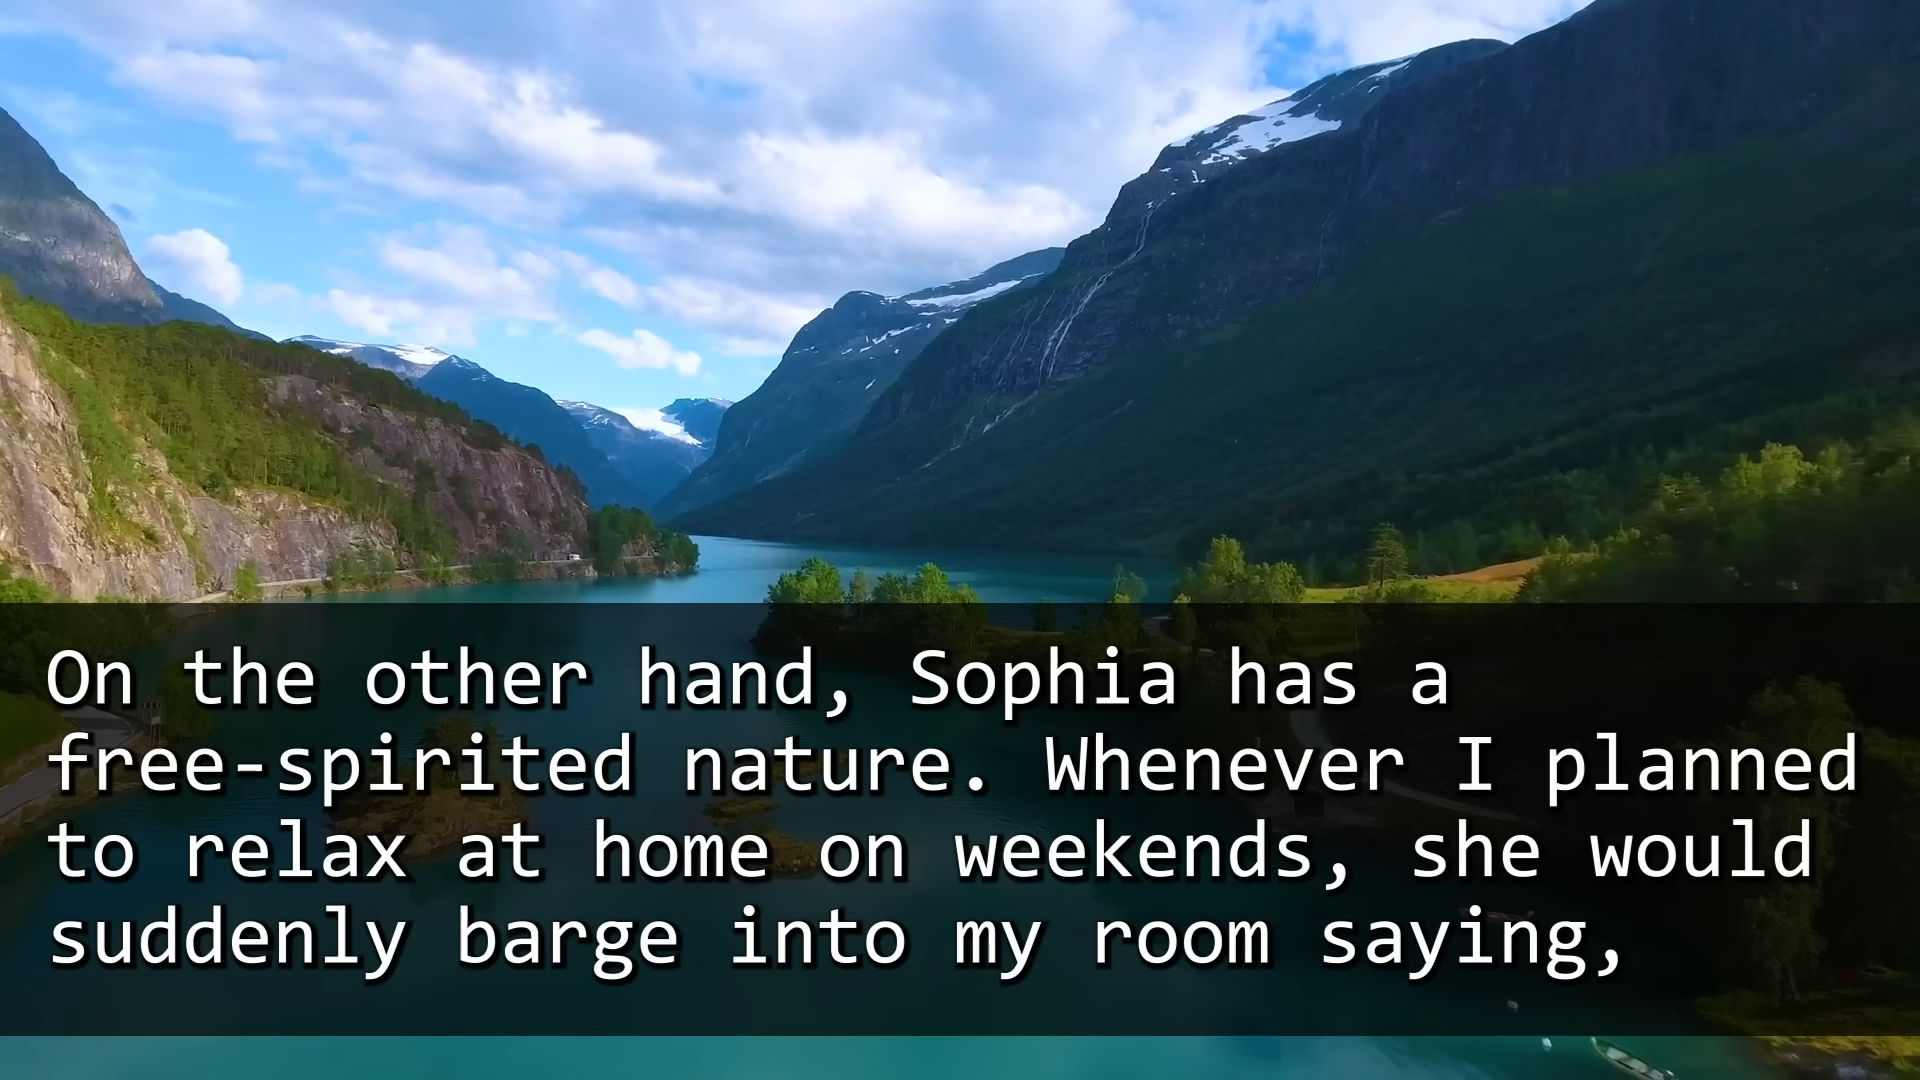 On the other hand, Sophia has a
free-spirited nature. Whenever I planned
to relax at home on weekends, she would
suddenly barge into my room saying,